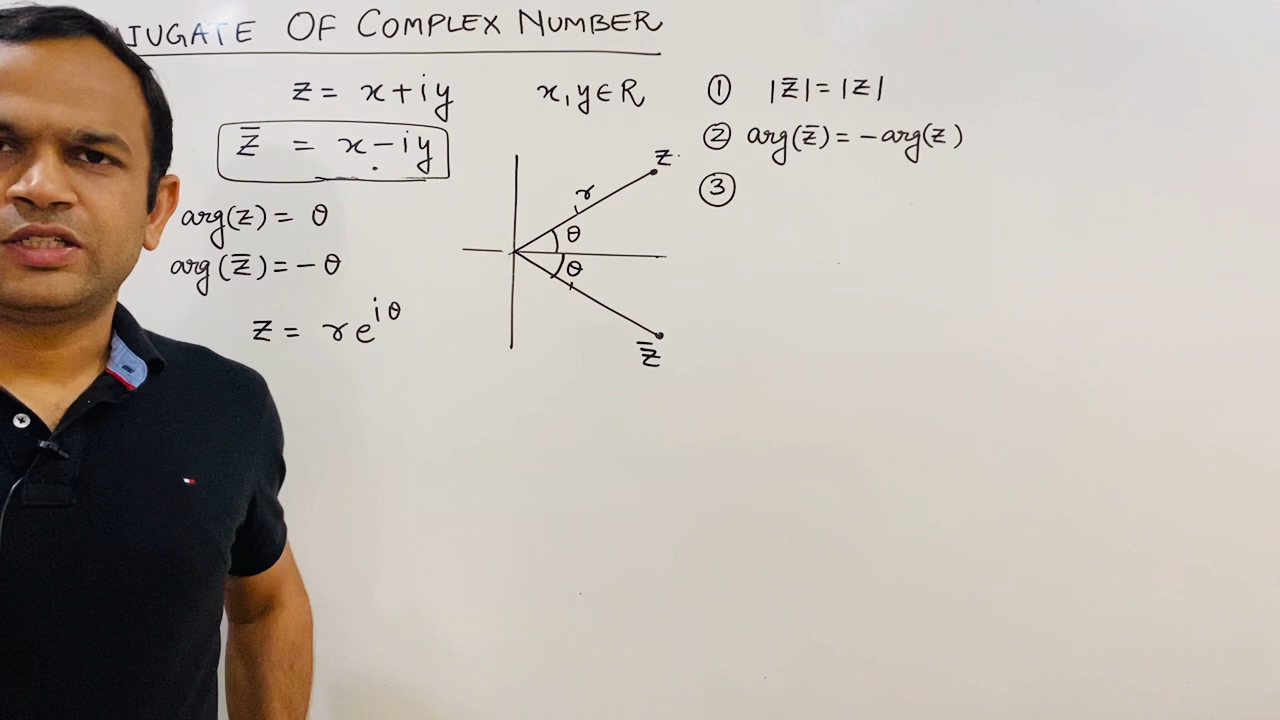 JUGATE OF COMPLEX NUMBER
z = x+iy x,y∈R
z̄ = x-iy
arg(z) = θ
arg(z̄) = -θ
z = re^{iθ}
z
r
θ
θ
z̄
① |z̄| = |z|
② arg(z̄) = -arg(z)
③